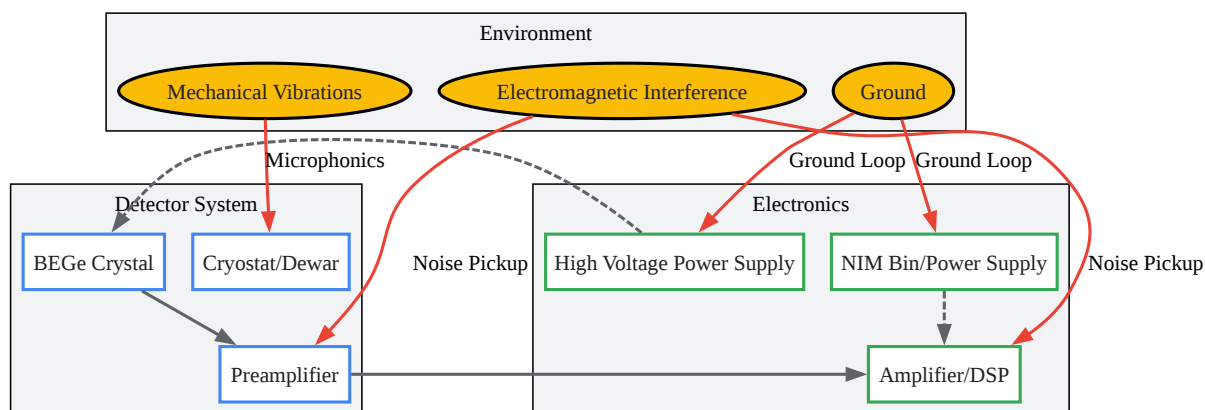 Environment
Mechanical Vibrations
Electromagnetic Interference
Ground
Microphonics
Ground Loop
Ground Loop
Detector System
Electronics
BEGe Crystal
Cryostat/Dewar
Noise Pickup
High Voltage Power Supply
NIM Bin/Power Supply
Noise Pickup
Preamplifier
Amplifier/DSP